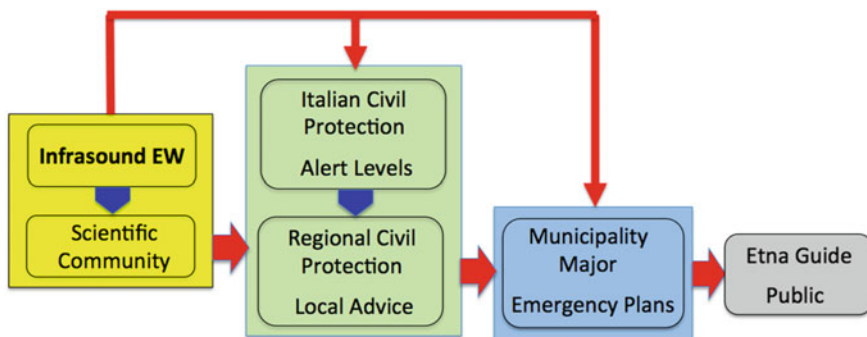 Infrasound EW
Scientific
Community
Italian Civil
Protection
Alert Levels
Regional Civil
Protection
Local Advice
Municipality
Major
Emergency Plans
Etna Guide
Public